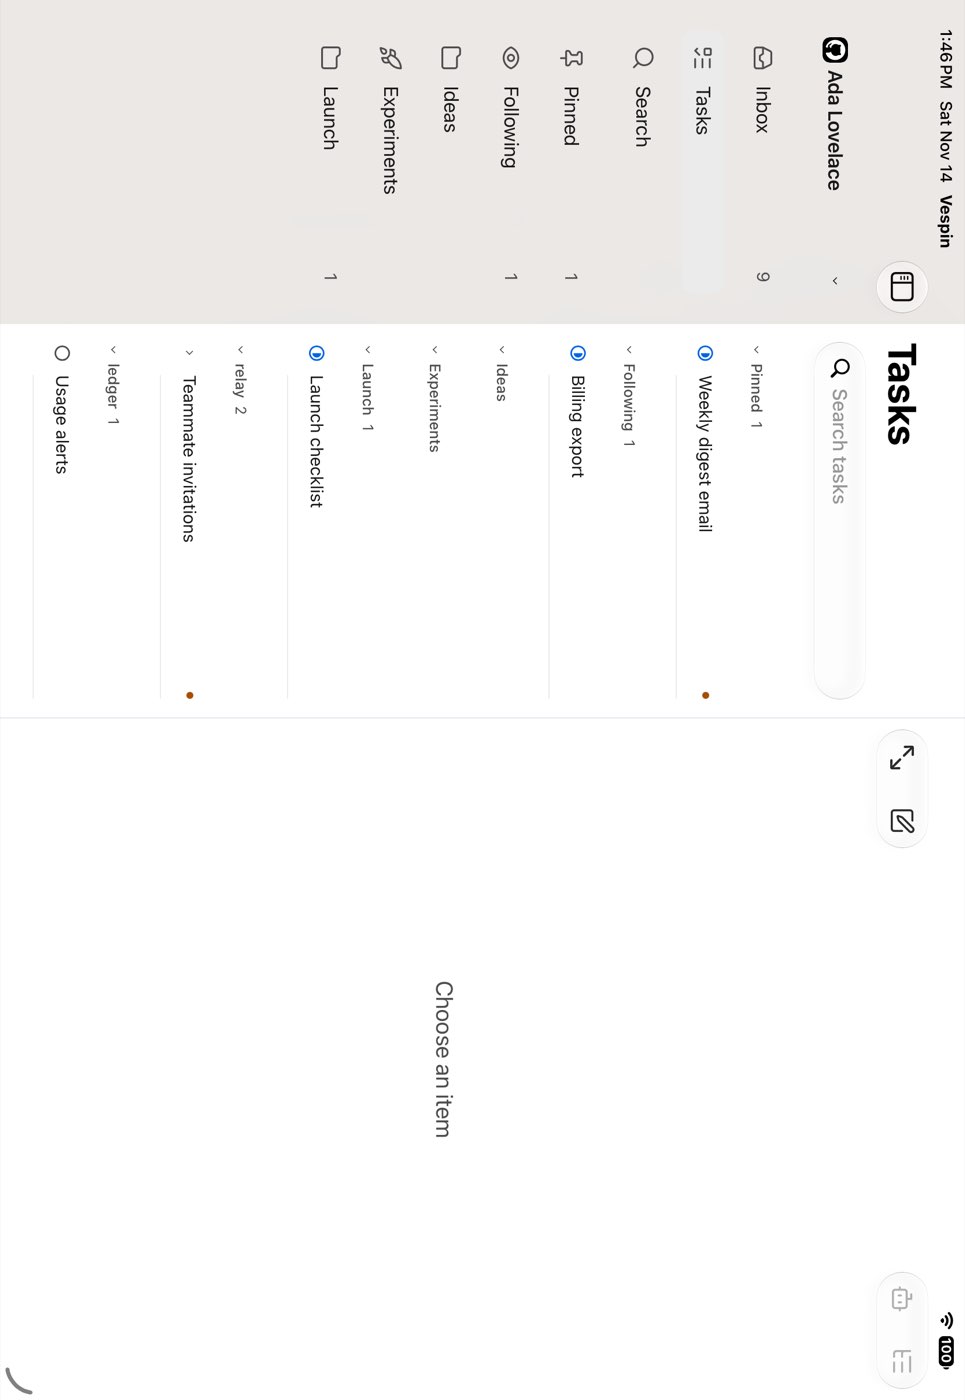 1:46 PM Sat Nov 14 Vespin
100
Ada Lovelace
Inbox 9
Tasks
Search
Pinned 1
Following 1
Ideas
Experiments
Launch 1
Tasks
Search tasks
Pinned 1
Weekly digest email
Following 1
Billing export
Ideas
Experiments
Launch 1
Launch checklist
relay 2
Teammate invitations
ledger 1
Usage alerts
Choose an item